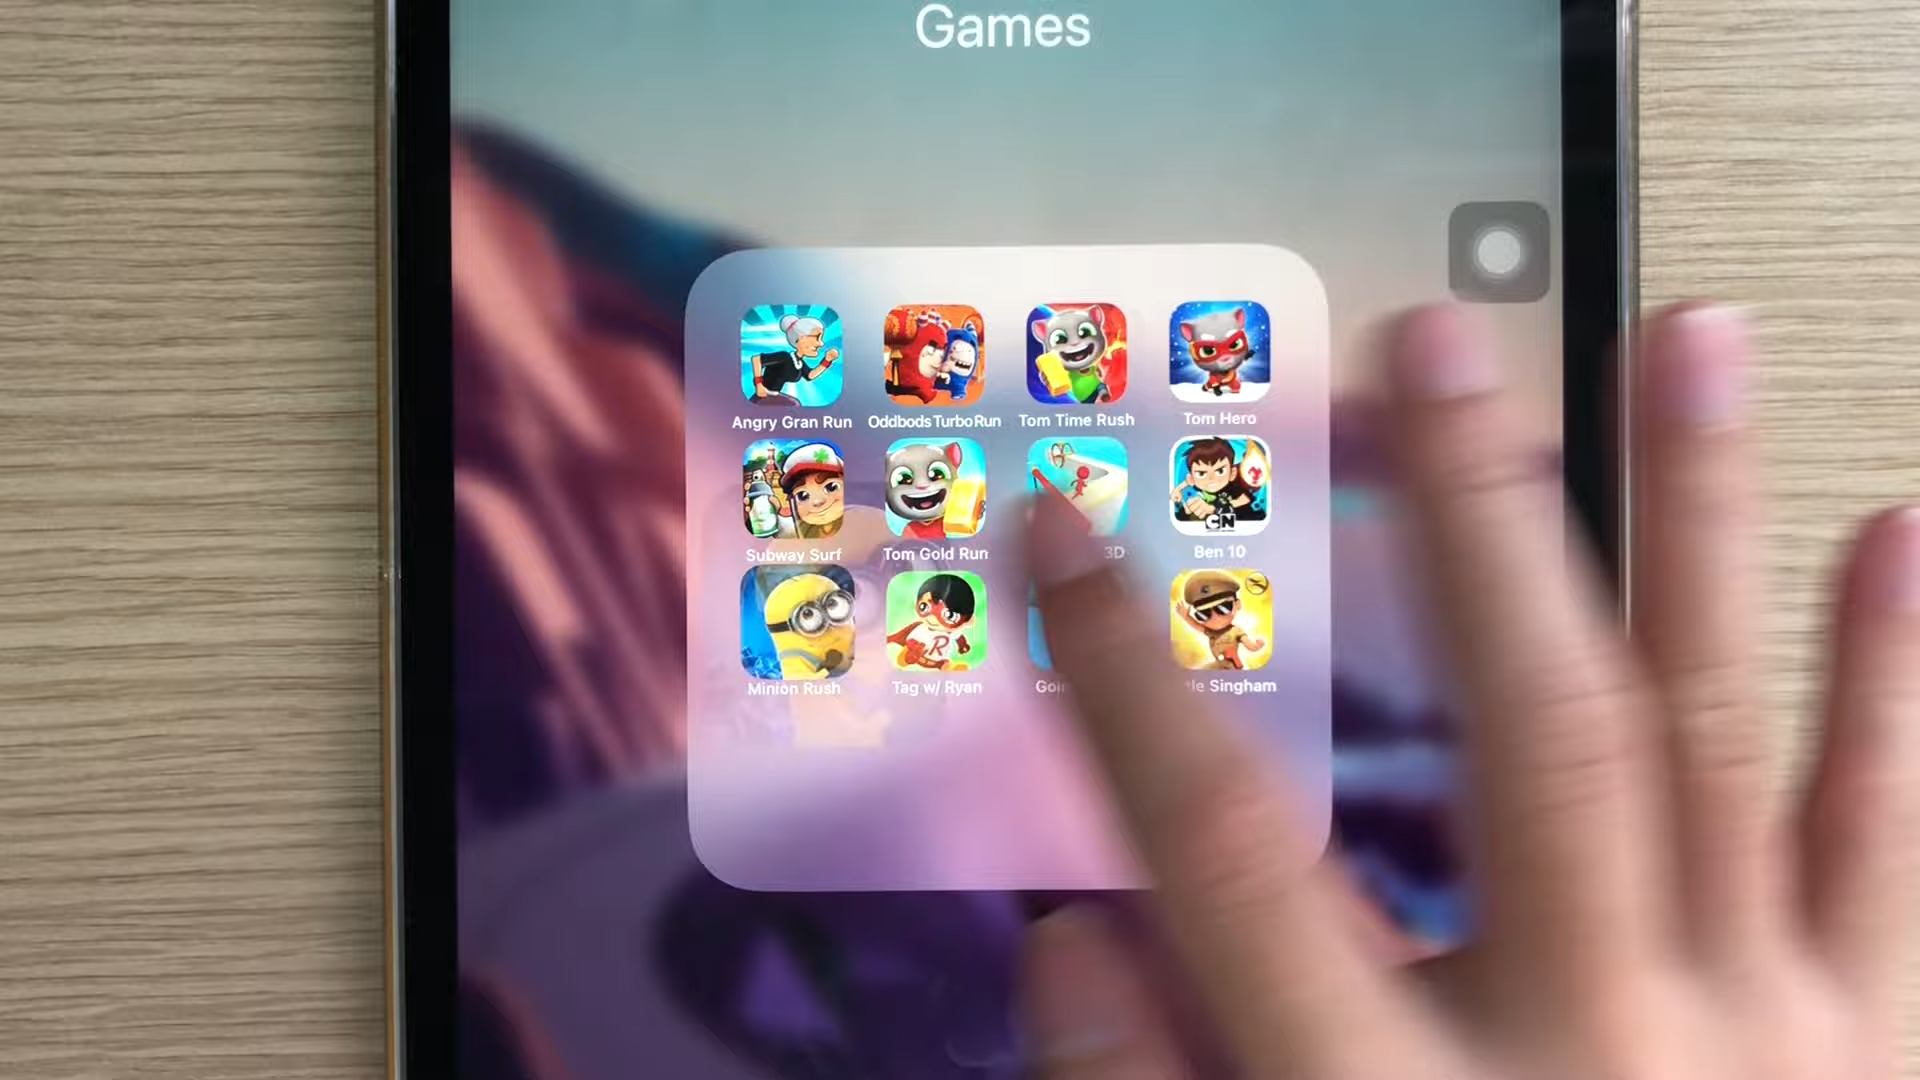 Games
Angry Gran Run
Oddbods Turbo Run
Tom Time Rush
Tom Hero
Subway Surf
Tom Gold Run
3D
Ben 10
CN
Minion Rush
Tag w/ Ryan
R
Singham